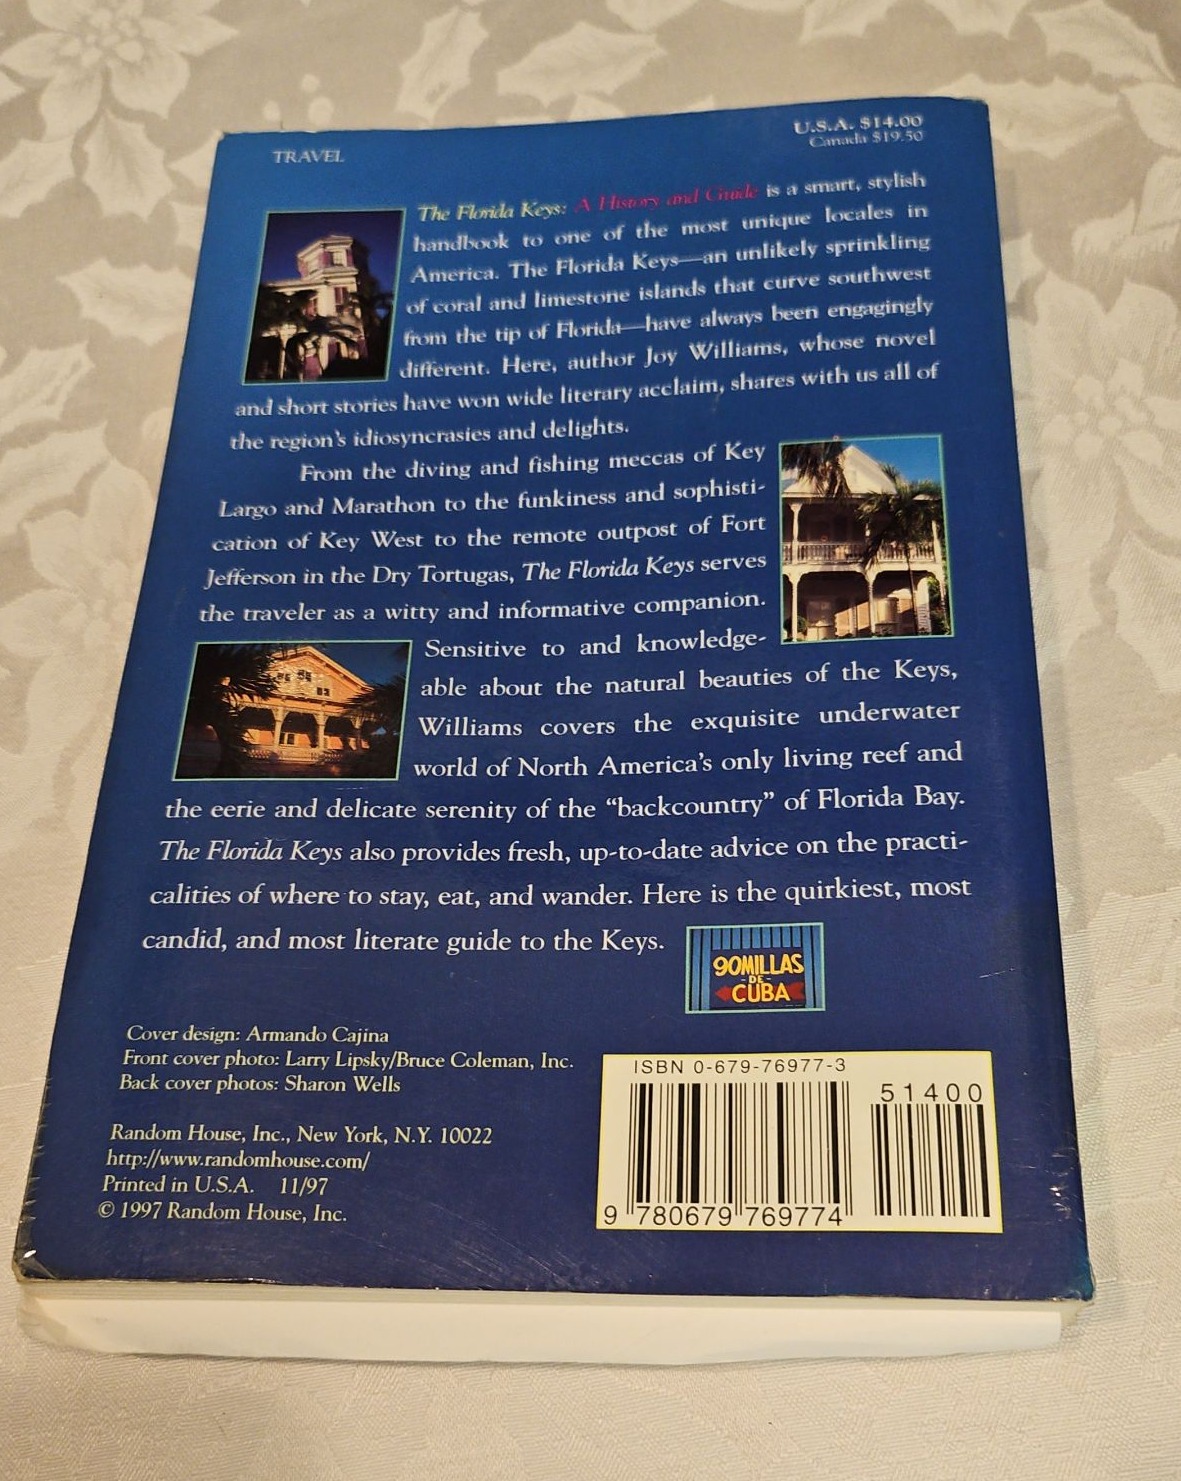 TRAVEL
U.S.A. $14.00
Canada $19.50
The Florida Keys: A History and Guide is a smart, stylish
handbook to one of the most unique locales in
America. The Florida Keys—an unlikely sprinkling
of coral and limestone islands that curve southwest
from the tip of Florida—have always been engagingly
different. Here, author Joy Williams, whose novel
and short stories have won wide literary acclaim, shares with us all of
the region's idiosyncrasies and delights.
From the diving and fishing meccas of Key
Largo and Marathon to the funkiness and sophisti-
cation of Key West to the remote outpost of Fort
Jefferson in the Dry Tortugas, The Florida Keys serves
the traveler as a witty and informative companion.
Sensitive to and knowledge-
able about the natural beauties of the Keys,
Williams covers the exquisite underwater
world of North America's only living reef and
the eerie and delicate serenity of the “backcountry” of Florida Bay.
The Florida Keys also provides fresh, up-to-date advice on the practi-
calities of where to stay, eat, and wander. Here is the quirkiest, most
candid, and most literate guide to the Keys.
90 MILLAS
-DE-
CUBA
Cover design: Armando Cajina
Front cover photo: Larry Lipsky/Bruce Coleman, Inc.
Back cover photos: Sharon Wells
Random House, Inc., New York, N.Y. 10022
http://www.randomhouse.com/
Printed in U.S.A. 11/97
© 1997 Random House, Inc.
ISBN 0-679-76977-3
51400
9 780679 769774